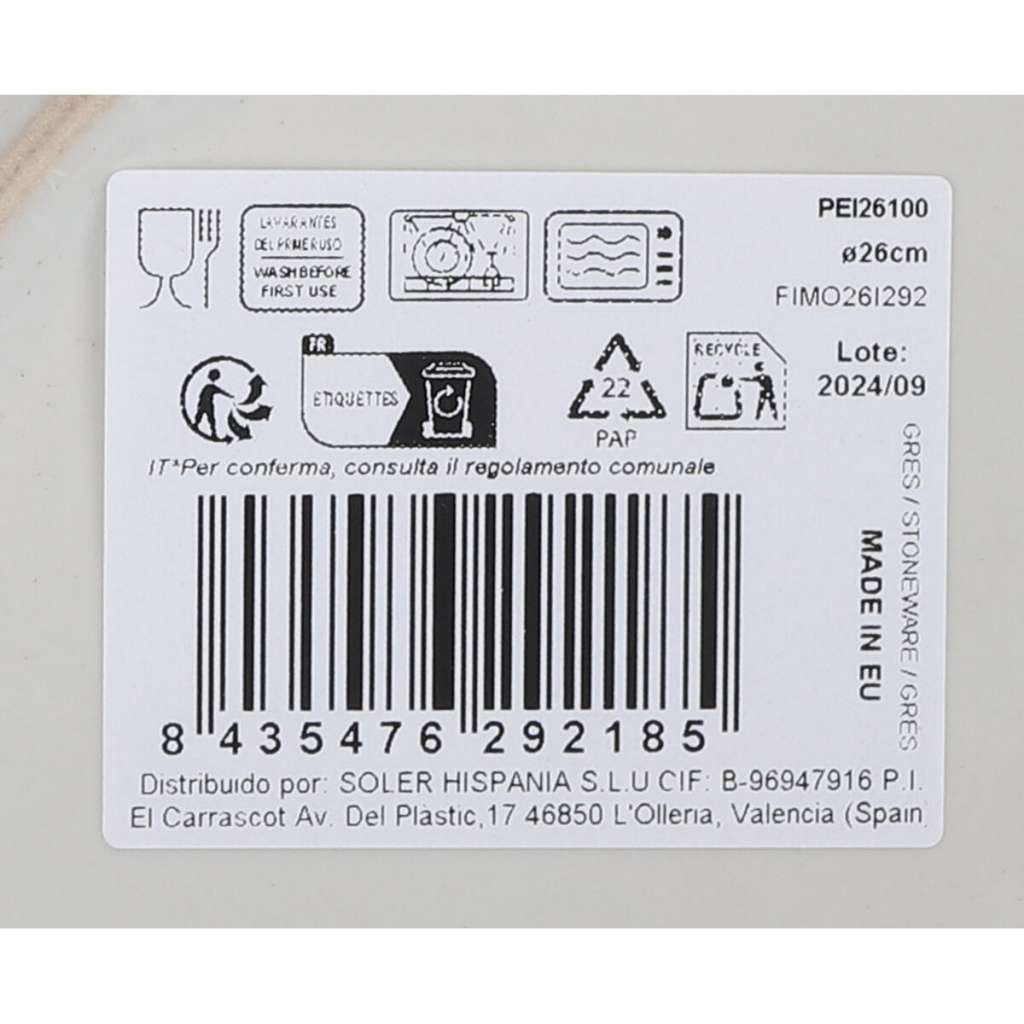 LAVAR ANTES
DEL PRIMER USO
WASH BEFORE
FIRST USE
PEI26100
ø26cm
FIMO26I292
FR
ETIQUETTES
22
PAP
RECYCLE
Lote:
2024/09
IT*Per conferma, consulta il regolamento comunale
GRES / STONEWARE / GRÈS
MADE IN EU
8 435476 292185
Distribuido por: SOLER HISPANIA S.L.U CIF: B-96947916 P.I.
El Carrascot Av. Del Plàstic,17 46850 L'Olleria, Valencia (Spain)